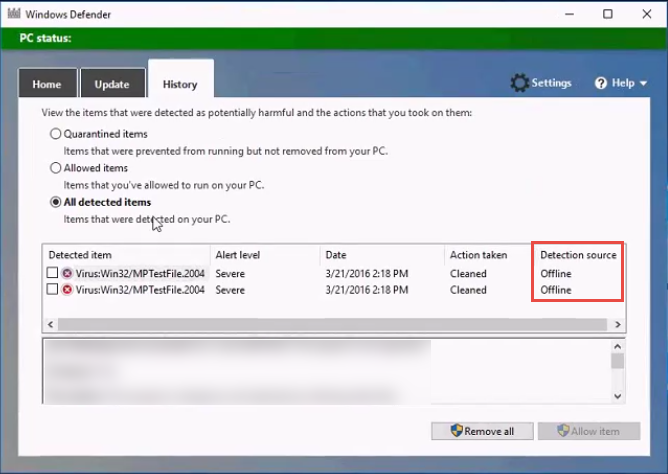 Windows Defender
PC status:
Home Update History Settings Help
View the items that were detected as potentially harmful and the actions that you took on them:
Quarantined items
Items that were prevented from running but not removed from your PC.
Allowed items
Items that you've allowed to run on your PC.
All detected items
Items that were detected on your PC.
Detected item Alert level Date Action taken Detection source
Virus:Win32/MPTestFile.2004 Severe 3/21/2016 2:18 PM Cleaned Offline
Virus:Win32/MPTestFile.2004 Severe 3/21/2016 2:18 PM Cleaned Offline
Remove all Allow item